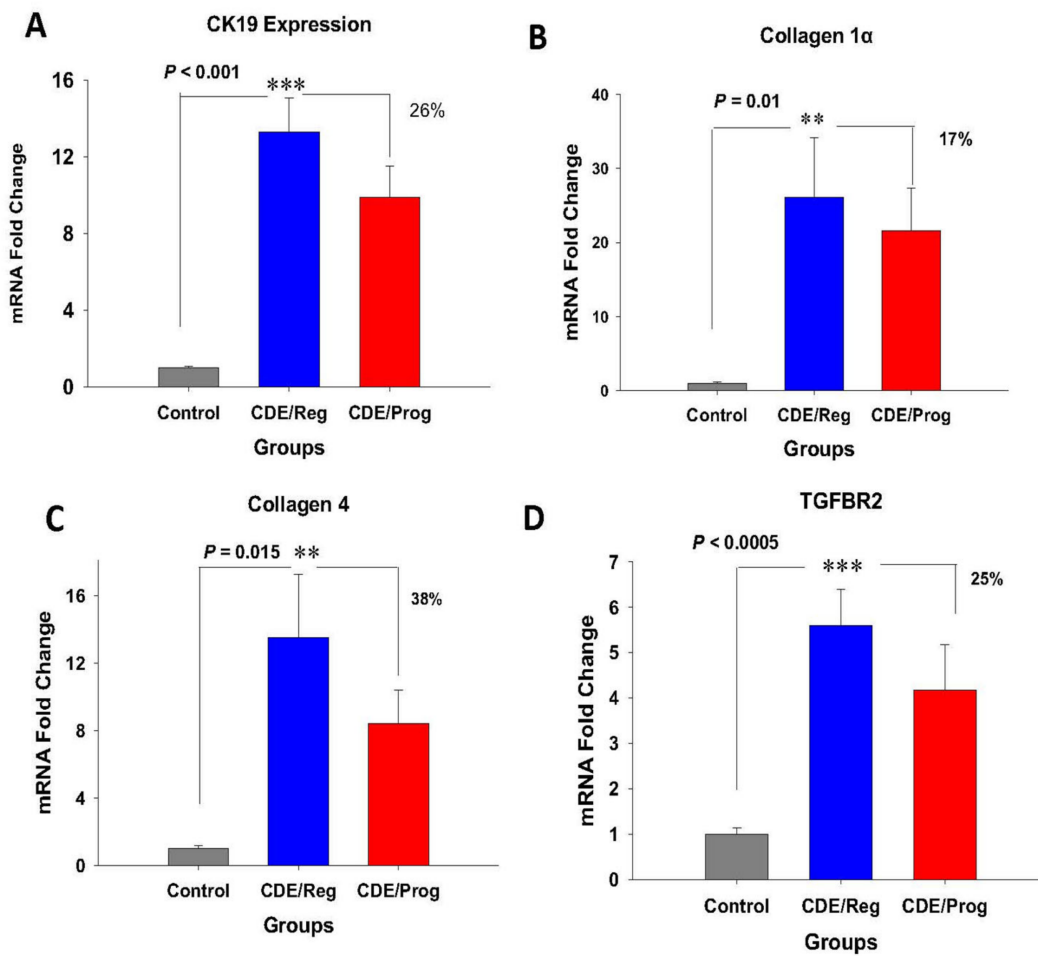 A
CK19 Expression
P < 0.001
***
26%
mRNA Fold Change
16
12
8
4
0
Control CDE/Reg CDE/Prog
Groups
B
Collagen 1α
P = 0.01
**
17%
mRNA Fold Change
40
30
20
10
0
Control CDE/Reg CDE/Prog
Groups
C
Collagen 4
P = 0.015 **
38%
mRNA Fold Change
16
12
8
4
0
Control CDE/Reg CDE/Prog
Groups
D
TGFBR2
P < 0.0005
***
25%
mRNA Fold Change
7
6
5
4
3
2
1
0
Control CDE/Reg CDE/Prog
Groups